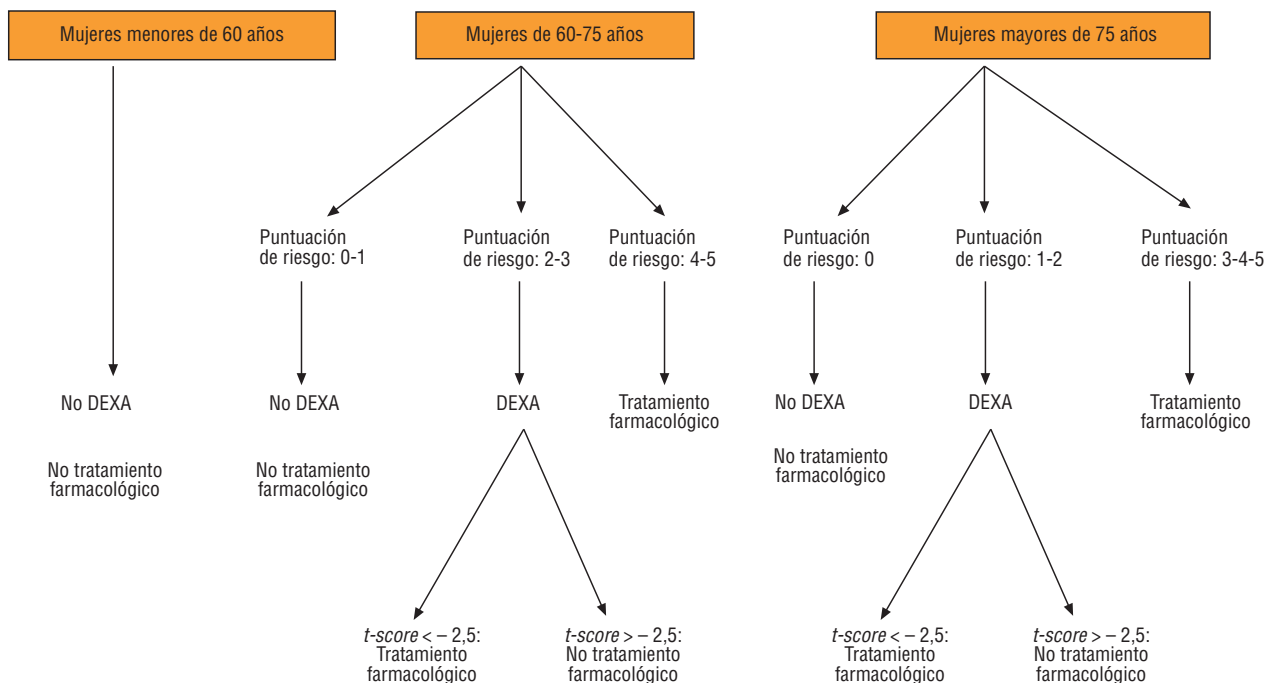 Mujeres menores de 60 años
Mujeres de 60-75 años
Mujeres mayores de 75 años
Puntuación
de riesgo: 0-1
Puntuación
de riesgo: 2-3
Puntuación
de riesgo: 4-5
Puntuación
de riesgo: 0
Puntuación
de riesgo: 1-2
Puntuación
de riesgo: 3-4-5
No DEXA
No DEXA
DEXA
Tratamiento
farmacológico
No DEXA
DEXA
Tratamiento
farmacológico
No tratamiento
farmacológico
No tratamiento
farmacológico
No tratamiento
farmacológico
t-score < – 2,5:
Tratamiento
farmacológico
t-score > – 2,5:
No tratamiento
farmacológico
t-score < – 2,5:
Tratamiento
farmacológico
t-score > – 2,5:
No tratamiento
farmacológico